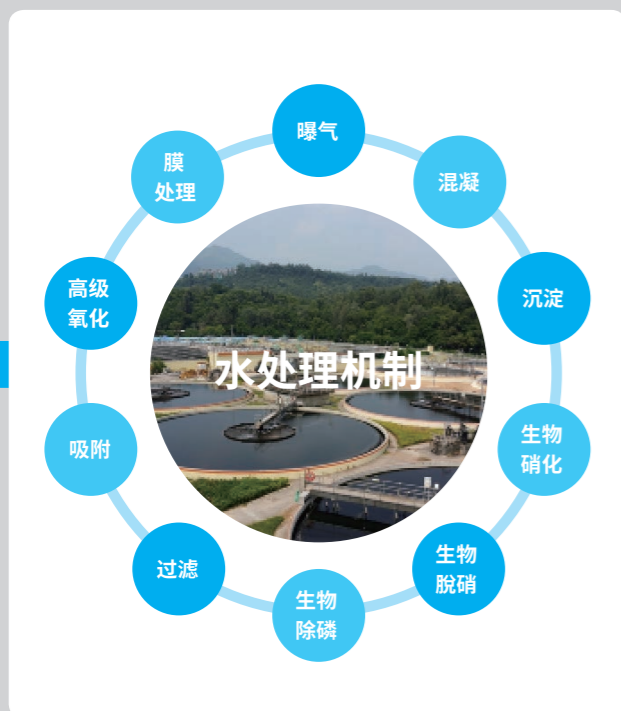 曝气
混凝
沉淀
生物
硝化
生物
脫硝
生物
除磷
过滤
吸附
高级
氧化
膜
处理
水处理机制